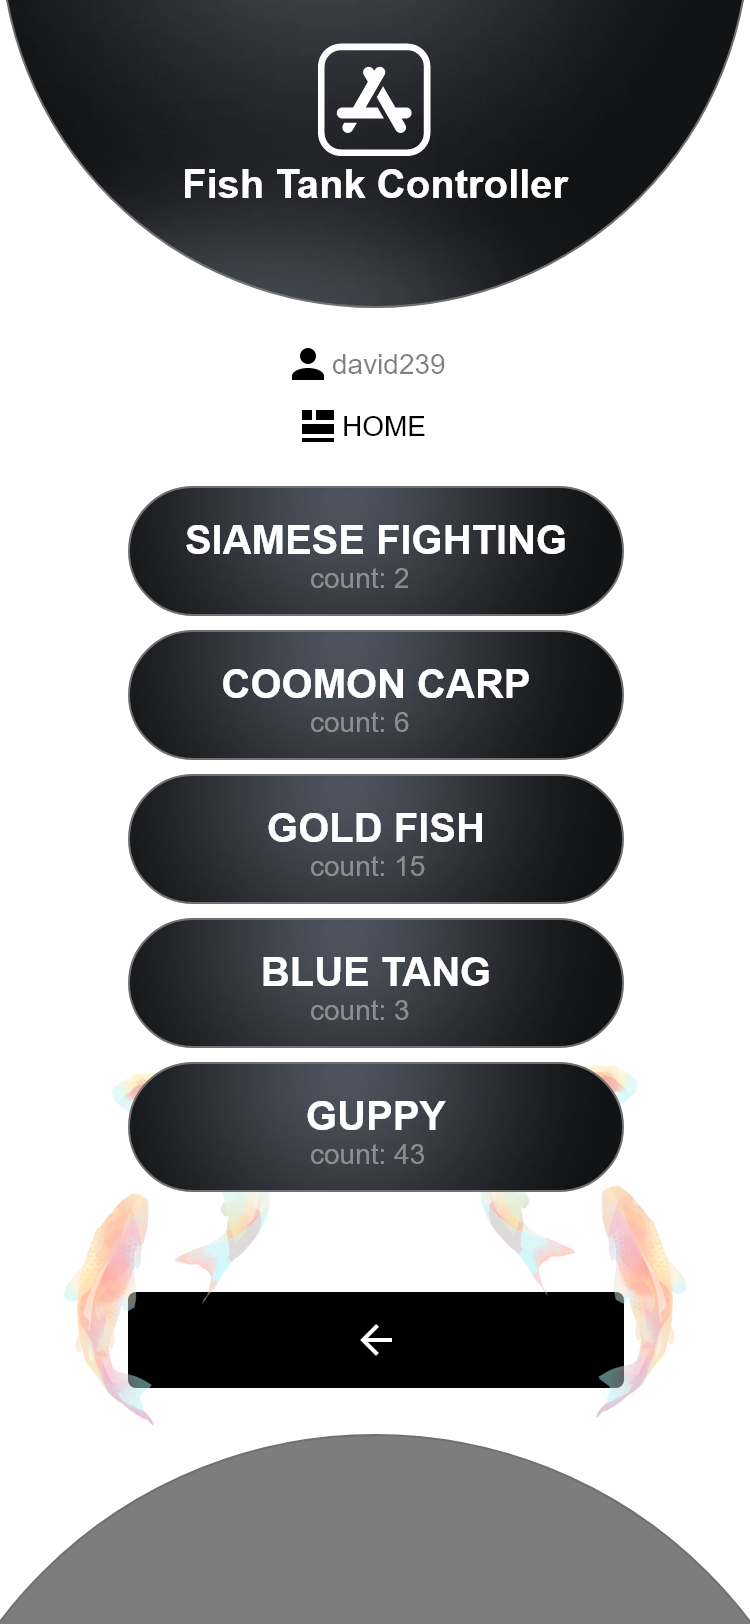 Fish Tank Controller
david239
HOME
SIAMESE FIGHTING
count: 2
COOMON CARP
count: 6
GOLD FISH
count: 15
BLUE TANG
count: 3
GUPPY
count: 43